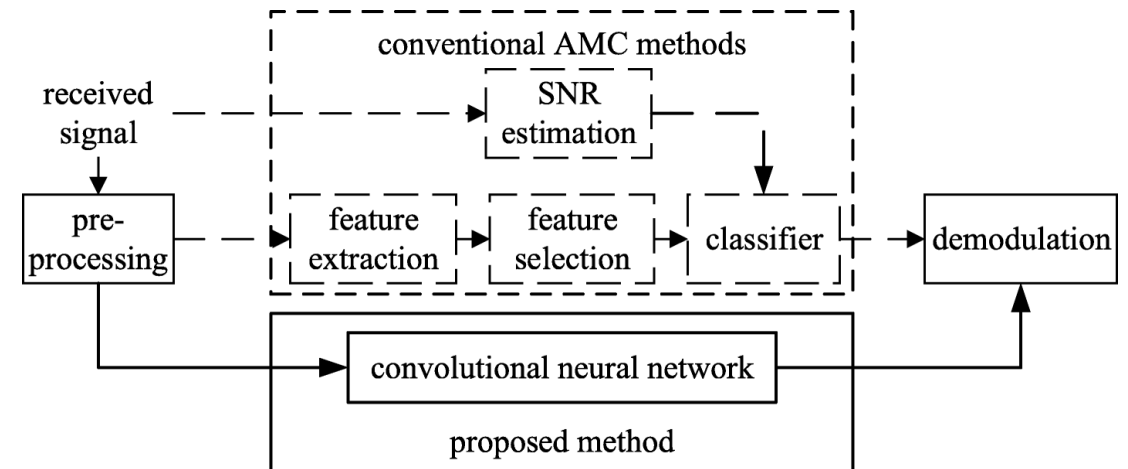 conventional AMC methods
received
signal
SNR
estimation
pre-
processing
feature
extraction
feature
selection
classifier
demodulation
convolutional neural network
proposed method